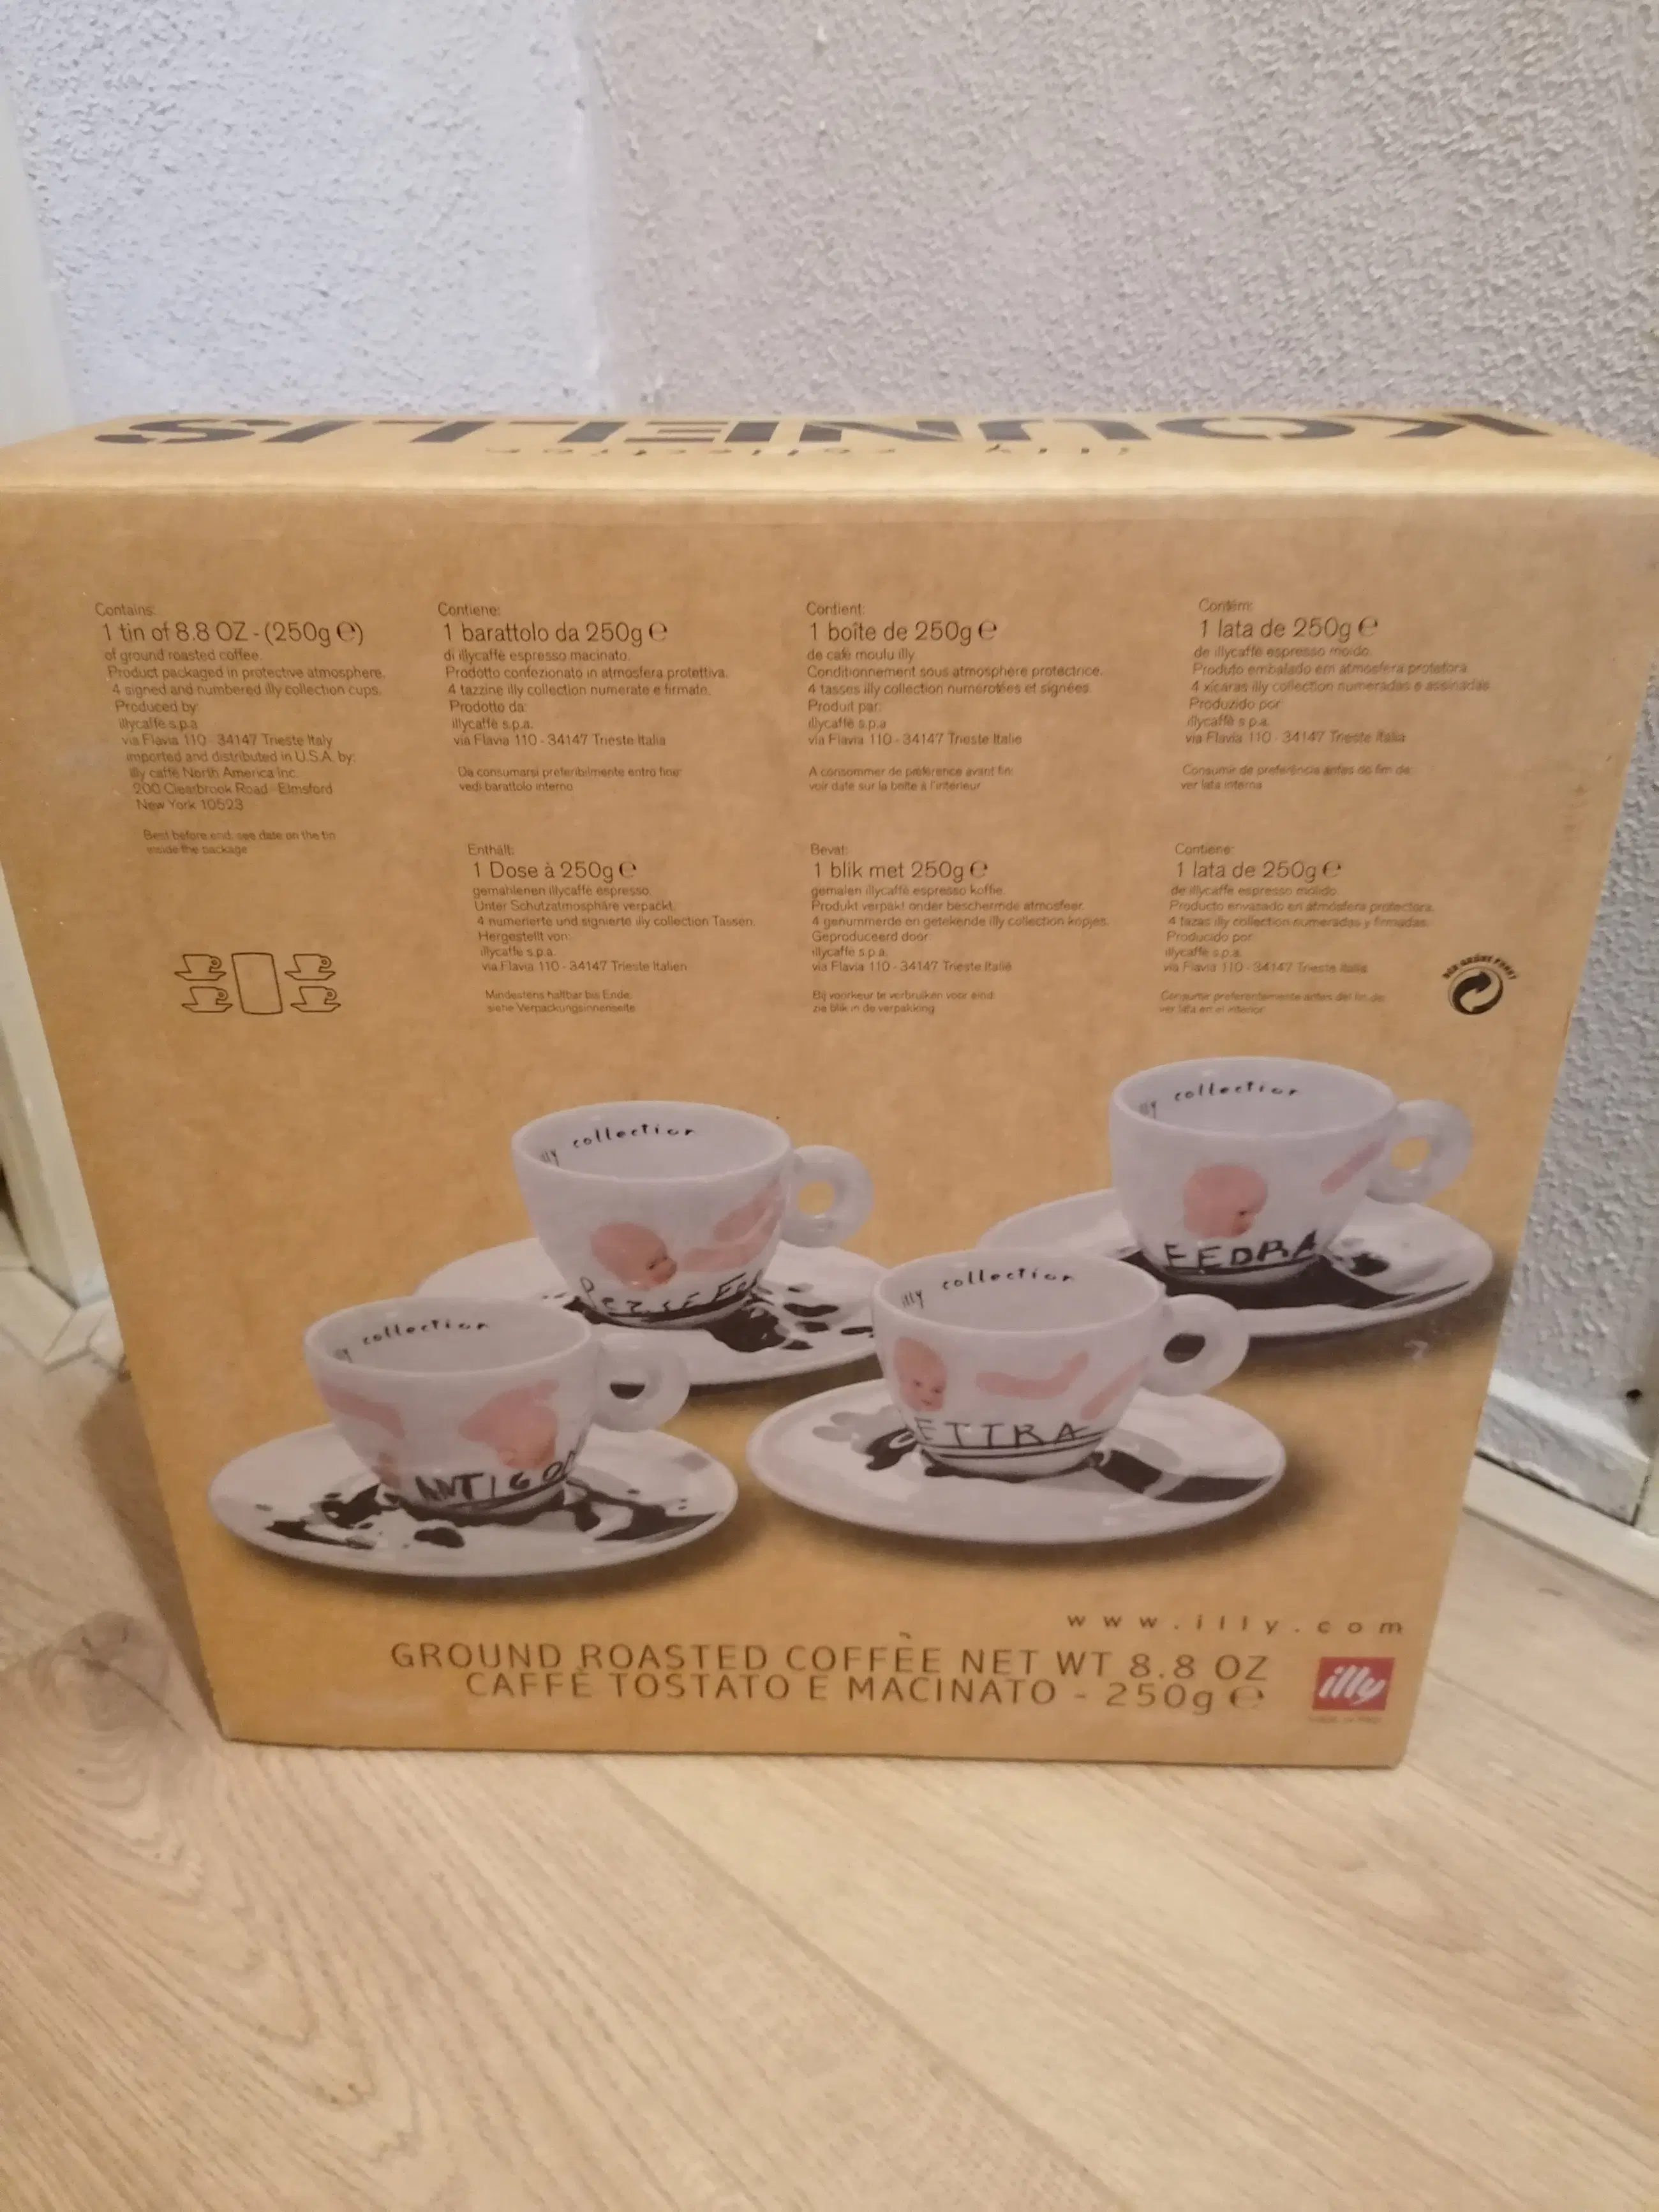 KOUNELLIS
illy collection
Contains:
1 tin of 8.8 OZ - (250g ℮)
of ground roasted coffee.
Product packaged in protective atmosphere.
4 signed and numbered illy collection cups.
Produced by:
illycaffè s.p.a.
via Flavia 110 - 34147 Trieste Italy
imported and distributed in U.S.A. by:
illy caffè North America Inc.
200 Clearbrook Road - Elmsford
New York 10523
Best before end: see date on the tin
inside the package
Contiene:
1 barattolo da 250g ℮
di illycaffè espresso macinato.
Prodotto confezionato in atmosfera protettiva.
4 tazzine illy collection numerate e firmate.
Prodotto da:
illycaffè s.p.a.
via Flavia 110 - 34147 Trieste Italia
Da consumarsi preferibilmente entro fine:
vedi barattolo interno
Contient:
1 boîte de 250g ℮
de café moulu illy.
Conditionnement sous atmosphère protectrice.
4 tasses illy collection numérotées et signées.
Produit par:
illycaffè s.p.a.
via Flavia 110 - 34147 Trieste Italie
A consommer de préférence avant fin:
voir date sur la boîte à l'intérieur
Contém:
1 lata de 250g ℮
de illycaffè espresso moido.
Produto embalado em atmosfera protetora.
4 xícaras illy collection numeradas e assinadas
Produzido por:
illycaffè s.p.a.
via Flavia 110 - 34147 Trieste Italia
Consumir de preferência antes do fim de:
ver lata interna
Enthält:
1 Dose à 250g ℮
gemahlenen illycaffè espresso.
Unter Schutzatmosphäre verpackt.
4 numerierte und signierte illy collection Tassen.
Hergestellt von:
illycaffè s.p.a.
via Flavia 110 - 34147 Trieste Italien
Mindestens haltbar bis Ende:
siehe Verpackungsinnenseite
Bevat:
1 blik met 250g ℮
gemalen illycaffè espresso koffie.
Produkt verpakt onder beschermde atmosfeer.
4 genummerde en getekende illy collection kopjes.
Geproduceerd door
illycaffè s.p.a.
via Flavia 110 - 34147 Trieste Italië
Bij voorkeur te verbruiken voor eind:
zie blik in de verpakking
Contiene:
1 lata de 250g ℮
de illycaffè espresso molido.
Producto envasado en atmósfera protectora.
4 tazas illy collection numeradas y firmadas.
Producido por:
illycaffè s.p.a.
via Flavia 110 - 34147 Trieste Italia
Consumir preferentemente antes del fin de:
ver lata en el interior
DER GRÜNE PUNKT
illy collection
FEDRA
illy collection
illy collection
ETTRA
illy collection
ANTIGO
www.illy.com
GROUND ROASTED COFFEE NET WT 8.8 OZ
CAFFÈ TOSTATO E MACINATO - 250g ℮
illy